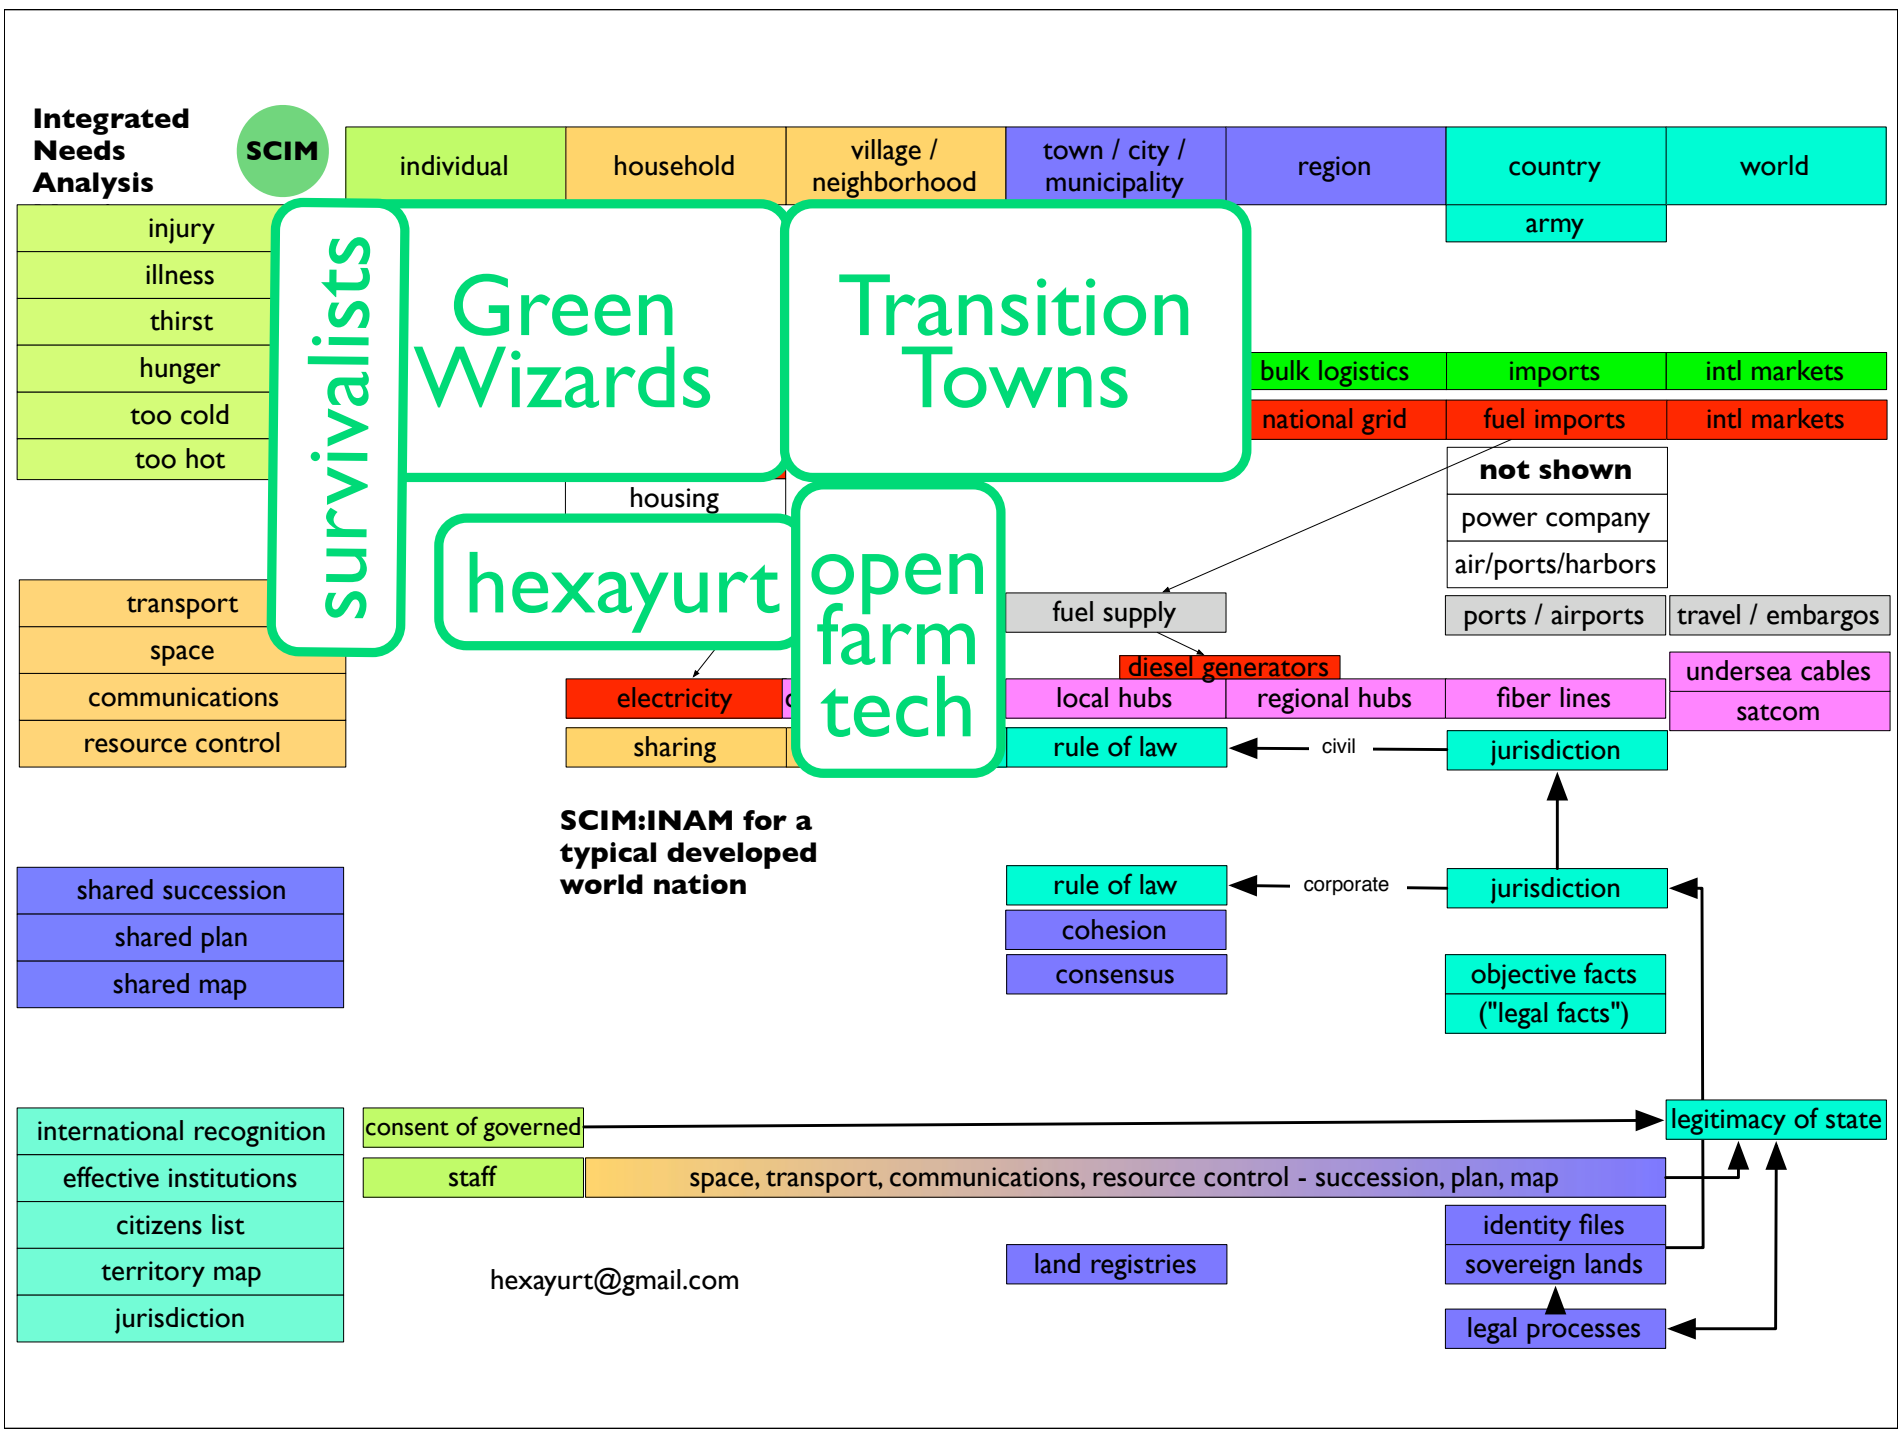 Integrated
Needs
Analysis
SCIM
individual
household
village /
neighborhood
town / city /
municipality
region
country
world
injury
illness
thirst
hunger
too cold
too hot
survivalists
Green
Wizards
Transition
Towns
army
bulk logistics
imports
intl markets
national grid
fuel imports
intl markets
not shown
power company
air/ports/harbors
housing
hexayurt
open
farm
tech
transport
space
communications
resource control
fuel supply
ports / airports
travel / embargos
diesel generators
undersea cables
satcom
electricity
local hubs
regional hubs
fiber lines
sharing
rule of law
civil
jurisdiction
SCIM:INAM for a
typical developed
world nation
shared succession
shared plan
shared map
rule of law
corporate
jurisdiction
cohesion
consensus
objective facts
("legal facts")
international recognition
effective institutions
citizens list
territory map
jurisdiction
consent of governed
legitimacy of state
staff
space, transport, communications, resource control - succession, plan, map
identity files
land registries
sovereign lands
hexayurt@gmail.com
legal processes